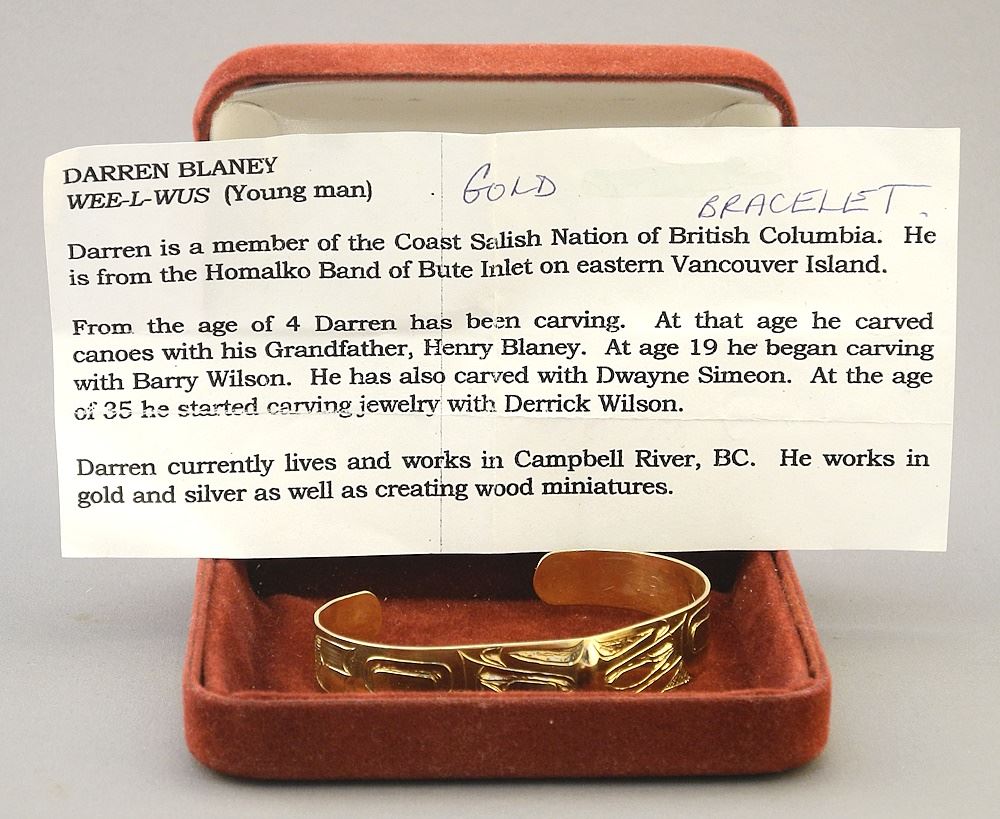 DARREN BLANEY
WEE-L-WUS (Young man)
GOLD
BRACELET.
Darren is a member of the Coast Salish Nation of British Columbia. He
is from the Homalko Band of Bute Inlet on eastern Vancouver Island.
From the age of 4 Darren has been carving. At that age he carved
canoes with his Grandfather, Henry Blaney. At age 19 he began carving
with Barry Wilson. He has also carved with Dwayne Simeon. At the age
of 35 he started carving jewelry with Derrick Wilson.
Darren currently lives and works in Campbell River, BC. He works in
gold and silver as well as creating wood miniatures.